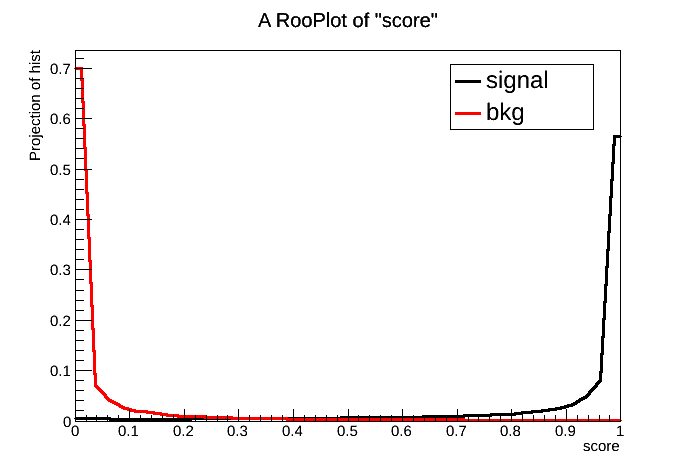 A RooPlot of "score"
Projection of hist
signal
bkg
0.7
0.6
0.5
0.4
0.3
0.2
0.1
0
0 0.1 0.2 0.3 0.4 0.5 0.6 0.7 0.8 0.9 1
score